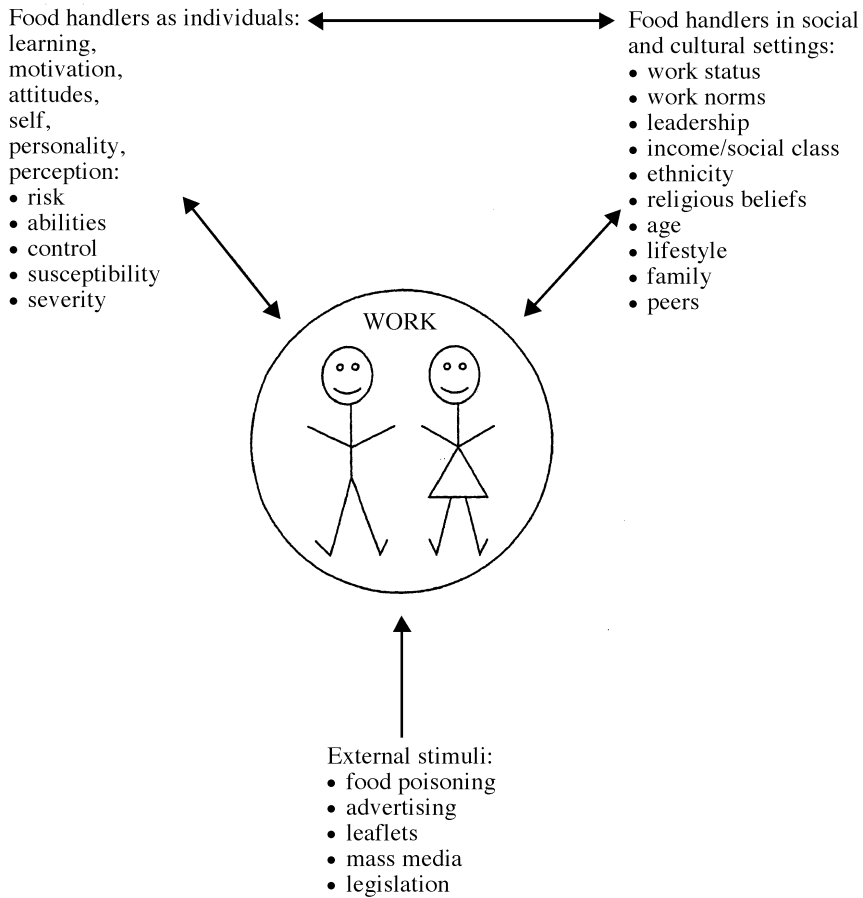 Food handlers as individuals:
learning,
motivation,
attitudes,
self,
personality,
perception:
• risk
• abilities
• control
• susceptibility
• severity
Food handlers in social
and cultural settings:
• work status
• work norms
• leadership
• income/social class
• ethnicity
• religious beliefs
• age
• lifestyle
• family
• peers
WORK
External stimuli:
• food poisoning
• advertising
• leaflets
• mass media
• legislation